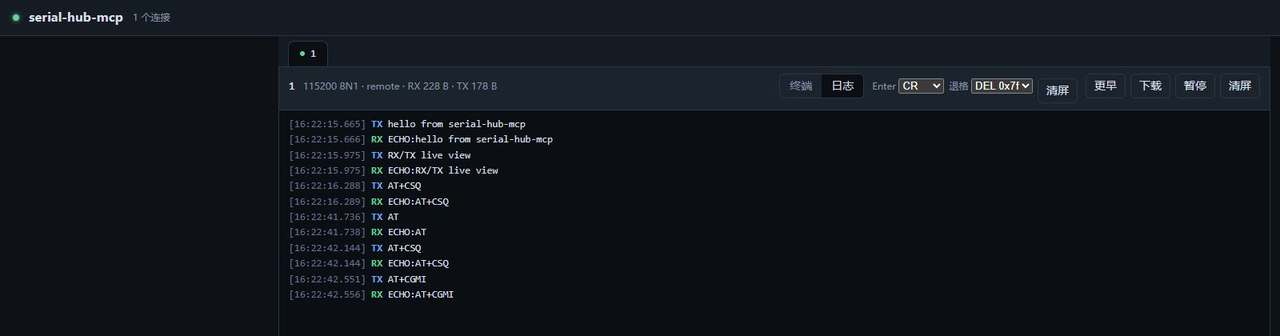 serial-hub-mcp 1 个连接
1
1 115200 8N1 · remote · RX 228 B · TX 178 B 终端 日志 Enter CR 退格 DEL 0x7f 清屏 更早 下载 暂停 清屏
[16:22:15.665] TX hello from serial-hub-mcp
[16:22:15.666] RX ECHO:hello from serial-hub-mcp
[16:22:15.975] TX RX/TX live view
[16:22:15.975] RX ECHO:RX/TX live view
[16:22:16.288] TX AT+CSQ
[16:22:16.289] RX ECHO:AT+CSQ
[16:22:41.736] TX AT
[16:22:41.738] RX ECHO:AT
[16:22:42.144] TX AT+CSQ
[16:22:42.144] RX ECHO:AT+CSQ
[16:22:42.551] TX AT+CGMI
[16:22:42.556] RX ECHO:AT+CGMI